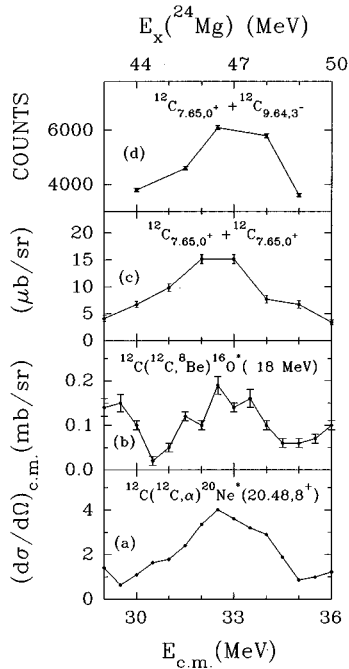 E_x(²⁴Mg) (MeV)
44 47 50
¹²C_7.65,0⁺ + ¹²C_9.64,3⁻
COUNTS
6000
4000
(d)
¹²C_7.65,0⁺ + ¹²C_7.65,0⁺
(μb/sr)
20
15
10
5
0
(c)
¹²C(¹²C,⁸Be)¹⁶O*( 18 MeV)
(mb/sr)
0.2
0.1
0.0
(b)
¹²C(¹²C,α)²⁰Ne*(20.48,8⁺)
(dσ/dΩ)c.m.
4
2
0
(a)
30 33 36
E_c.m.(MeV)